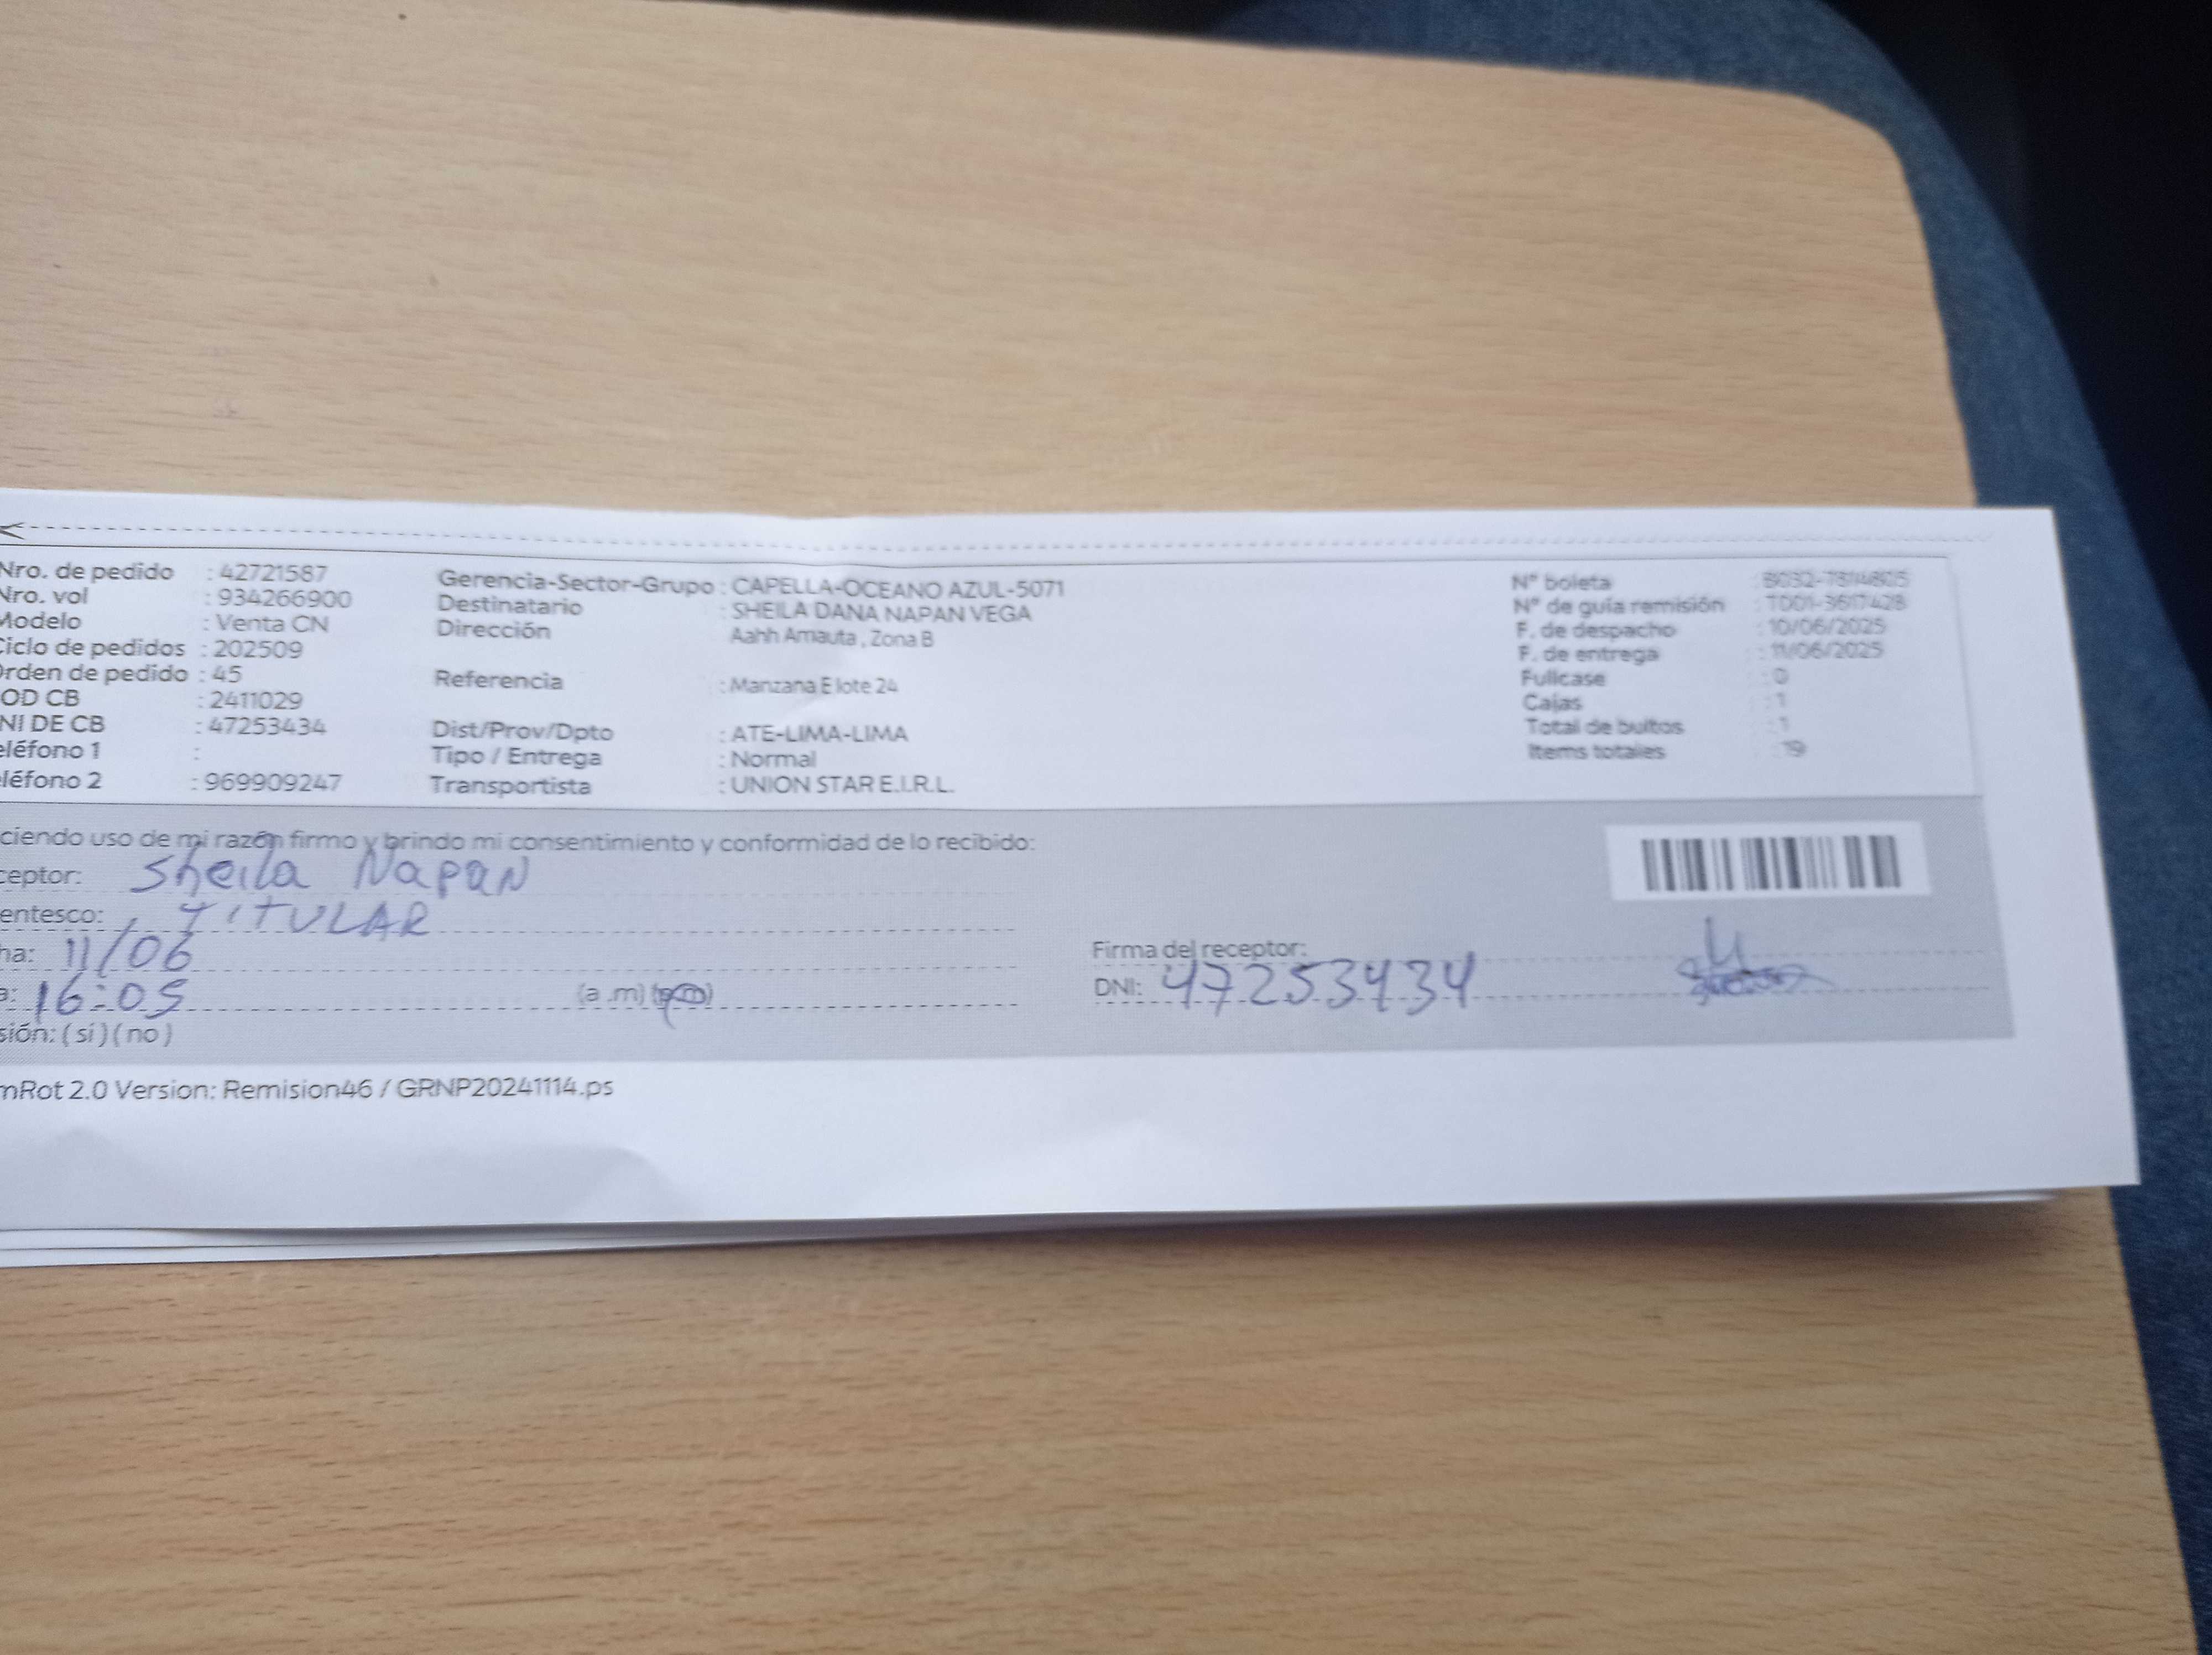 Nro. de pedido : 42721587
Nro. vol : 934266900
Modelo : Venta CN
Ciclo de pedidos : 202509
Orden de pedido : 45
OD CB : 2411029
NI DE CB : 47253434
eléfono 1 :
léfono 2 : 969909247
Gerencia-Sector-Grupo : CAPELLA-OCEANO AZUL-5071
Destinatario : SHEILA DANA NAPAN VEGA
Dirección Aahh Amauta , Zona B
Referencia : Manzana E lote 24
Dist/Prov/Dpto : ATE-LIMA-LIMA
Tipo / Entrega : Normal
Transportista : UNION STAR E.I.R.L.
N° boleta
N° de guía remisión : T001-3617428
F. de despacho : 10/06/2025
F. de entrega : 11/06/2025
Fullcase : 0
Cajas : 1
Total de bultos : 1
Items totales : 19
ciendo uso de mi razón firmo y brindo mi consentimiento y conformidad de lo recibido:
ceptor: Sheila Napan
entesco: TITULAR
ha: 11/06
a: 16:05 (a .m) (p.m)
sión: ( sí ) ( no )
Firma del receptor:
DNI: 47253434
mRot 2.0 Version: Remision46 / GRNP20241114.ps